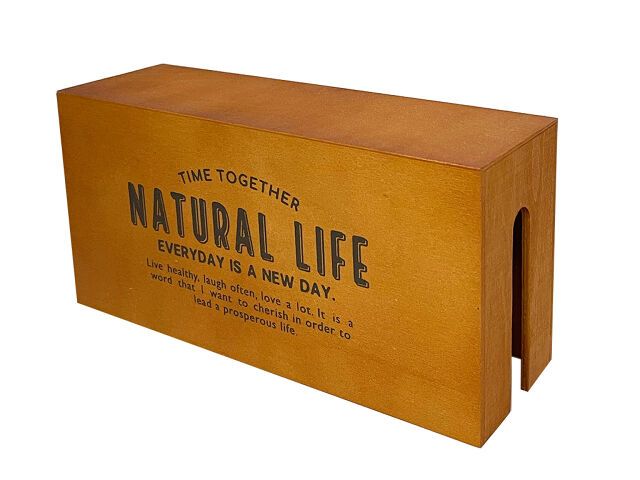 TIME TOGETHER
NATURAL LIFE
EVERYDAY IS A NEW DAY.
Live healthy, laugh often, love a lot. It is a
word that I want to cherish in order to
lead a prosperous life.